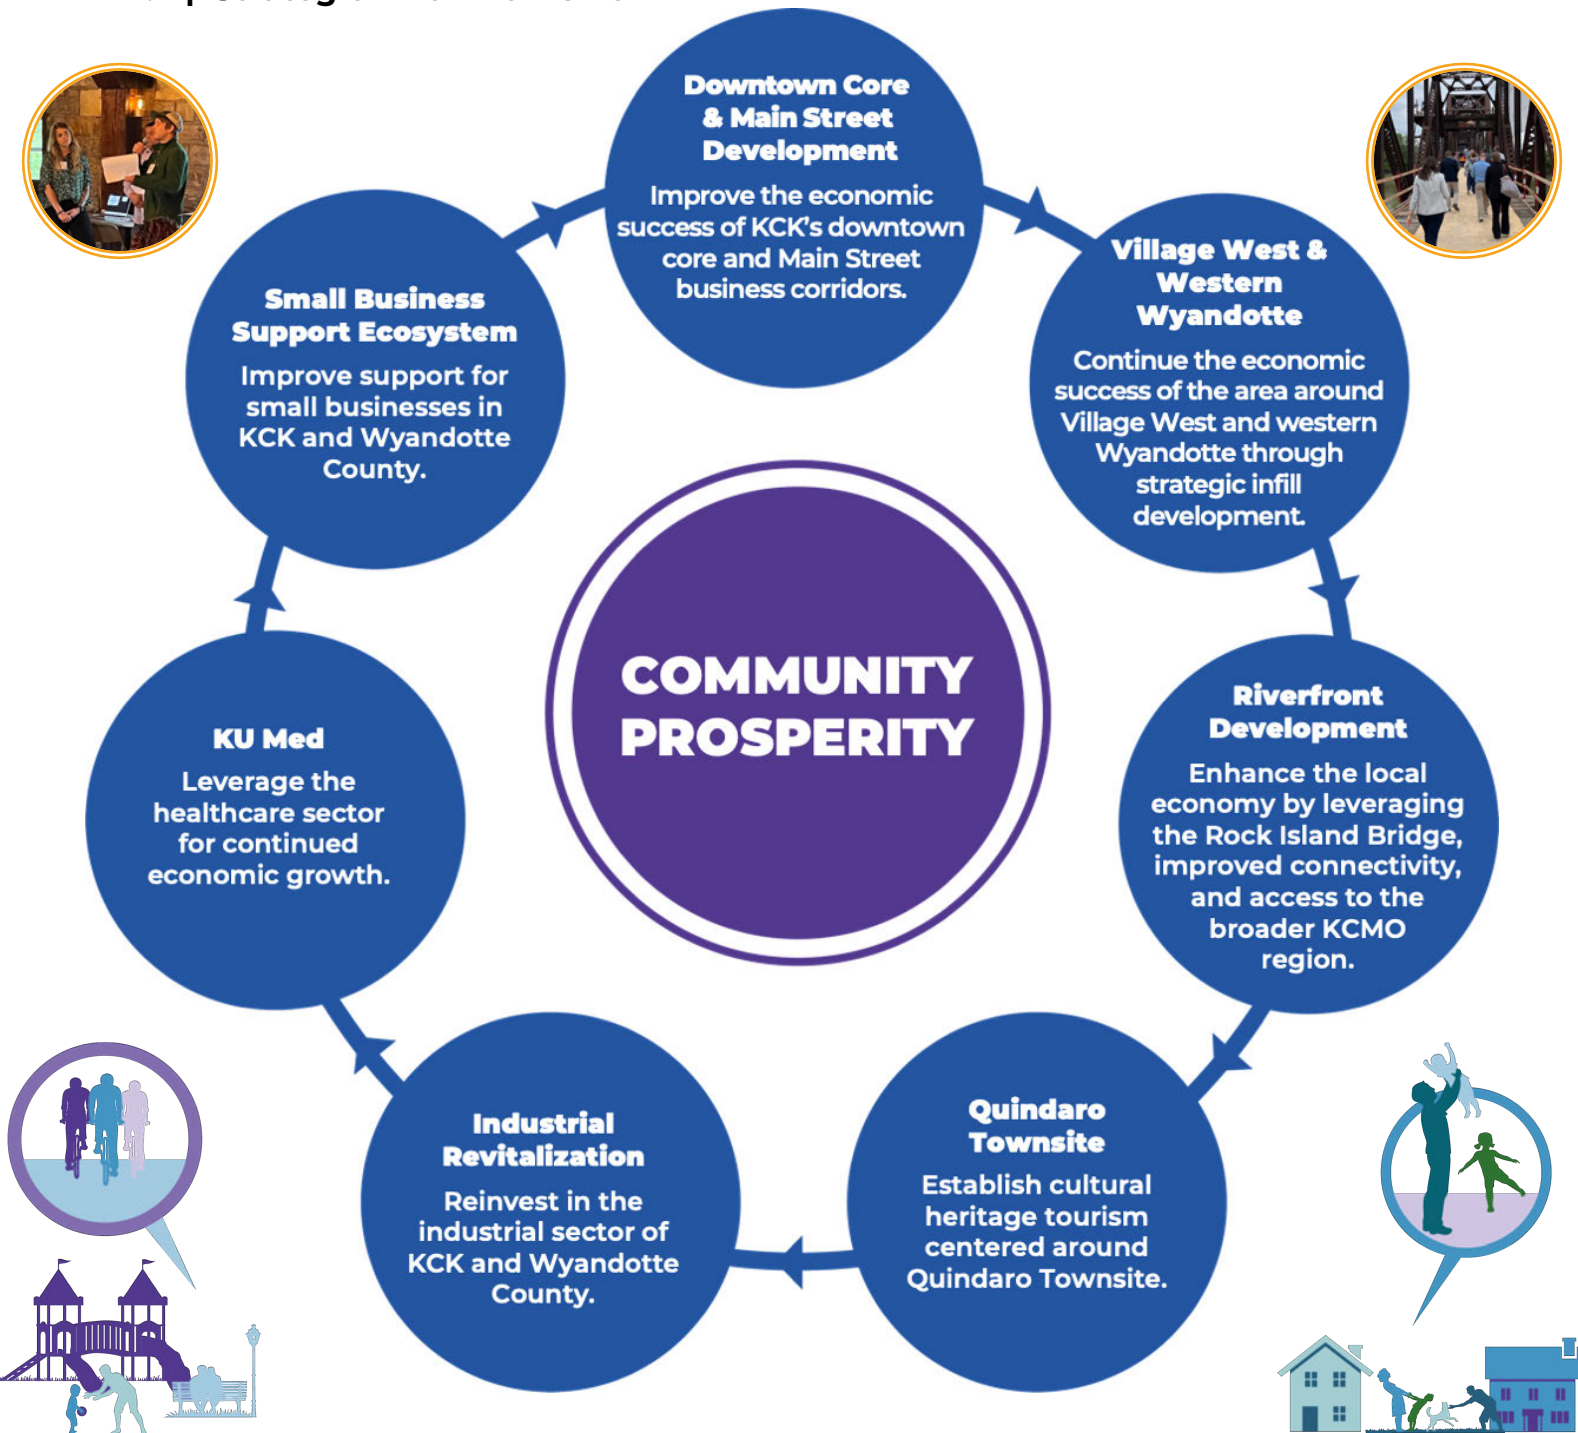 Downtown Core
& Main Street
Development
Improve the economic
success of KCK's downtown
core and Main Street
business corridors.
Village West &
Western
Wyandotte
Continue the economic
success of the area around
Village West and western
Wyandotte through
strategic infill
development.
Riverfront
Development
Enhance the local
economy by leveraging
the Rock Island Bridge,
improved connectivity,
and access to the
broader KCMO
region.
Quindaro
Townsite
Establish cultural
heritage tourism
centered around
Quindaro Townsite.
Industrial
Revitalization
Reinvest in the
industrial sector of
KCK and Wyandotte
County.
KU Med
Leverage the
healthcare sector
for continued
economic growth.
Small Business
Support Ecosystem
Improve support for
small businesses in
KCK and Wyandotte
County.
COMMUNITY
PROSPERITY